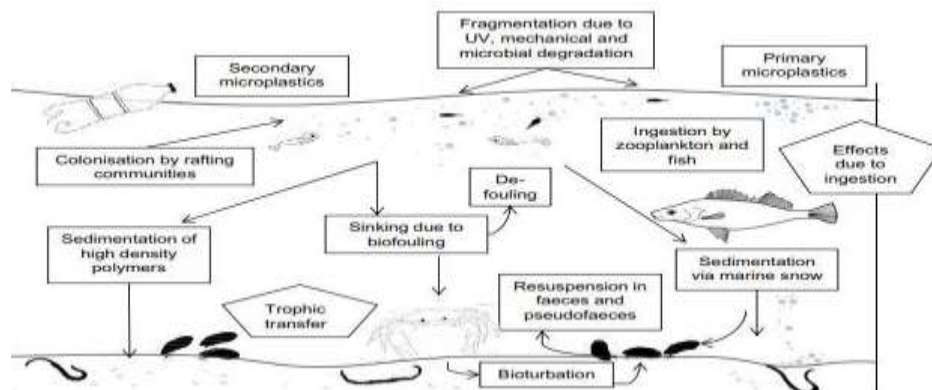 Fragmentation due to
UV, mechanical and
microbial degradation
Secondary
microplastics
Primary
microplastics
Colonisation by rafting
communities
Ingestion by
zooplankton and
fish
Effects
due to
ingestion
De-
fouling
Sedimentation of
high density
polymers
Sinking due to
biofouling
Sedimentation
via marine snow
Trophic
transfer
Resuspension in
faeces and
pseudofaeces
Bioturbation